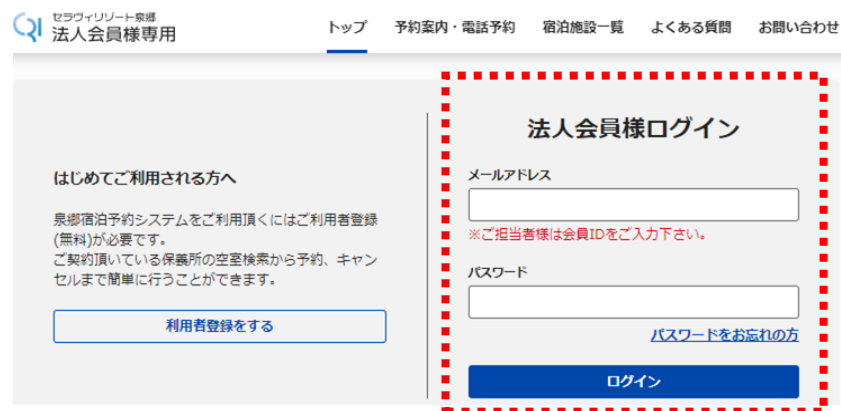 セラヴィリゾート泉郷
法人会員様専用
トップ 予約案内・電話予約 宿泊施設一覧 よくある質問 お問い合わせ
はじめてご利用される方へ
泉郷宿泊予約システムをご利用頂くにはご利用者登録
(無料)が必要です。
ご契約頂いている保養所の空室検索から予約、キャン
セルまで簡単に行うことができます。
利用者登録をする
法人会員様ログイン
メールアドレス
※ご担当者様は会員IDをご入力下さい。
パスワード
パスワードをお忘れの方
ログイン